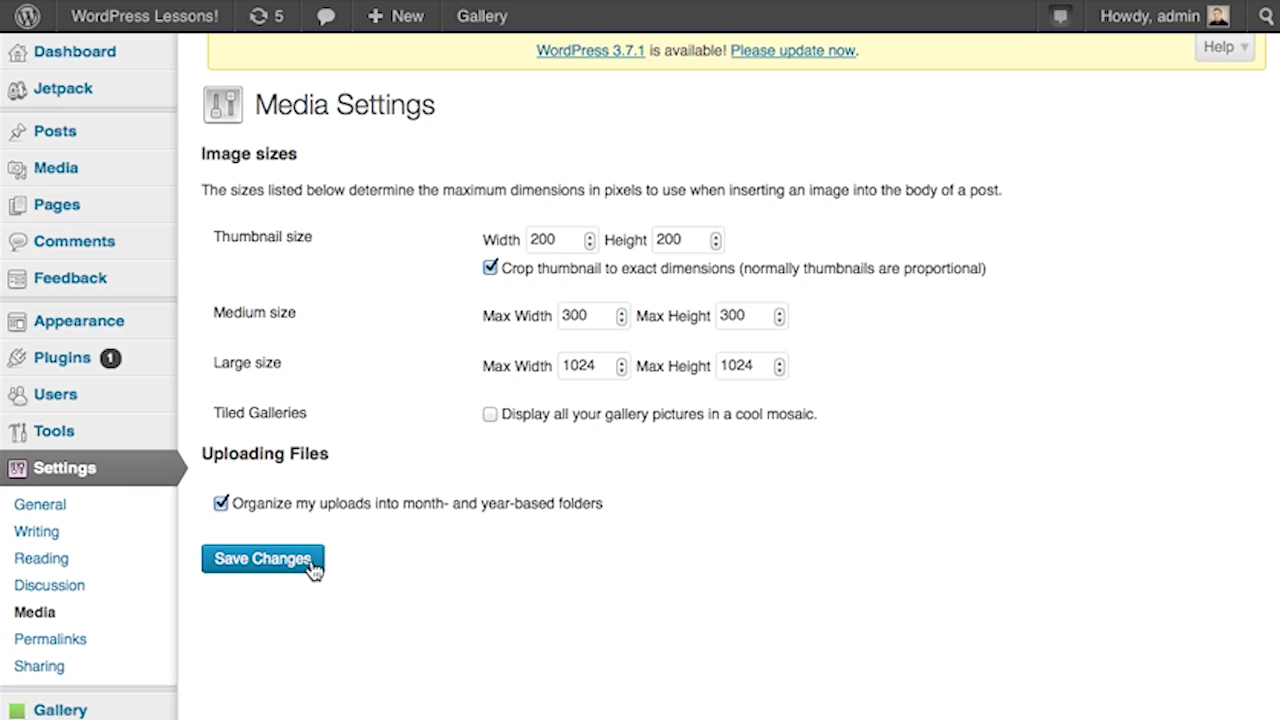 WordPress Lessons! 5 New Gallery Howdy, admin
WordPress 3.7.1 is available! Please update now.
Help
Dashboard
Jetpack
Posts
Media
Pages
Comments
Feedback
Appearance
Plugins 1
Users
Tools
Settings
General
Writing
Reading
Discussion
Media
Permalinks
Sharing
Gallery
Media Settings
Image sizes
The sizes listed below determine the maximum dimensions in pixels to use when inserting an image into the body of a post.
Thumbnail size Width 200 Height 200
Crop thumbnail to exact dimensions (normally thumbnails are proportional)
Medium size Max Width 300 Max Height 300
Large size Max Width 1024 Max Height 1024
Tiled Galleries Display all your gallery pictures in a cool mosaic.
Uploading Files
Organize my uploads into month- and year-based folders
Save Changes